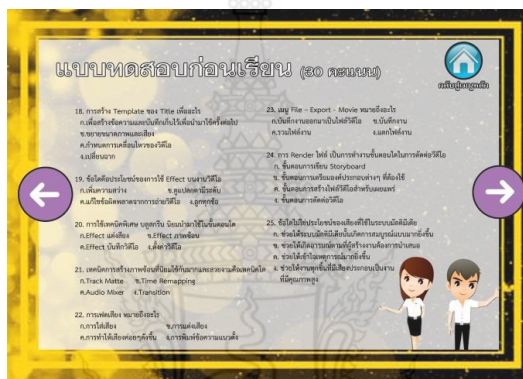 แบบทดสอบก่อนเรียน (30 คะแนน)
กลับสู่เมนูหลัก
18. การสร้าง Template ของ Title เพื่ออะไร
ก.เพื่อสร้างข้อความและบันทึกเก็บไว้เพื่อนำมาใช้ครั้งต่อไป
ข.ขยายขนาดภาพและเสียง
ค.กำหนดการเคลื่อนไหวของวิดีโอ
ง.เปลี่ยนฉาก
19. ข้อใดคือประโยชน์ของการใช้ Effect บนงานวิดีโอ
ก.เพิ่มความสว่าง ข.ดูแปลกตามีระดับ
ค.แก้ไขข้อผิดพลาดจากการถ่ายวิดีโอ ง.ถูกทุกข้อ
20. การใช้เทคนิคพิเศษ บลูสกรีน นิยมนำมาใช้ในขั้นตอนใด
ก.Effect แต่งเสียง ข.Effect ภาพซ้อน
ค.Effect บันทึกวิดีโอ ง.ตั้งค่าวิดีโอ
21. เทคนิคการสร้างภาพซ้อนที่นิยมใช้กันมากและสวยงามคือเทคนิคใด
ก.Track Matte ข.Time Remapping
ค.Audio Mixer ง.Transition
22. การเฟดเสียง หมายถึงอะไร
ก.การใส่เสียง ข.การแต่งเสียง
ค.การทำให้เสียงค่อยๆดังขึ้น ง.การพิมพ์ข้อความแนวตั้ง
23. เมนู File – Export - Movie หมายถึงอะไร
ก.บันทึกงานออกมาเป็นไฟล์วิดีโอ ข.บันทึกงาน
ค.รวมไฟล์งาน ง.แตกไฟล์งาน
24. การ Render ไฟล์ เป็นการทำงานขั้นตอนใดในการตัดต่อวิดีโอ
ก. ขั้นตอนการเขียน Storyboard
ข. ขั้นตอนการเตรียมองค์ประกอบต่างๆ ที่ต้องใช้
ค. ขั้นตอนการสร้างไฟล์วิดีโอสำหรับเผยแพร่
ง. ขั้นตอนการตัดต่อวิดีโอ
25. ข้อใดไม่ใช่ประโยชน์ของเสียงที่ใช้ในระบบมัลติมีเดีย
ก. ช่วยให้ระบบมัลติมีเดียนั้นเกิดการสมบูรณ์แบบมากยิ่งขึ้น
ข. ช่วยให้เกิดอารมณ์ตามที่ผู้สร้างงานต้องการนำเสนอ
ค. ช่วยให้เข้าใจเหตุการณ์มากยิ่งขึ้น
ง. ช่วยให้งานทุกชิ้นที่มีเสียงประกอบเป็นงาน
ที่มีคุณภาพสูง